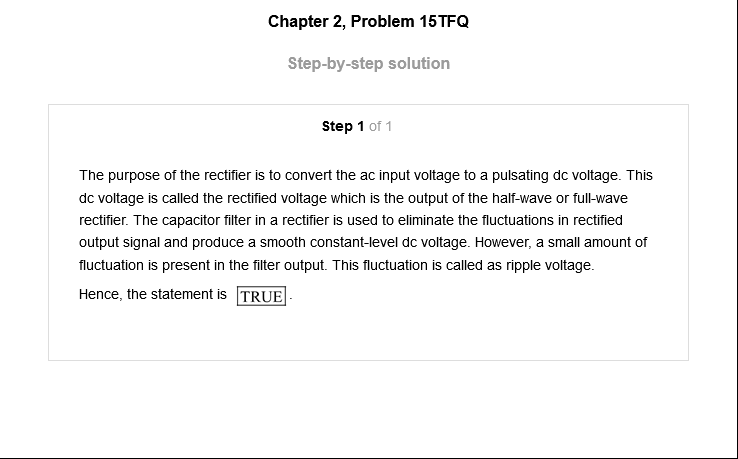 Chapter 2, Problem 15TFQ
Step-by-step solution
Step 1 of 1
The purpose of the rectifier is to convert the ac input voltage to a pulsating dc voltage. This
dc voltage is called the rectified voltage which is the output of the half-wave or full-wave
rectifier. The capacitor filter in a rectifier is used to eliminate the fluctuations in rectified
output signal and produce a smooth constant-level dc voltage. However, a small amount of
fluctuation is present in the filter output. This fluctuation is called as ripple voltage.
Hence, the statement is TRUE.